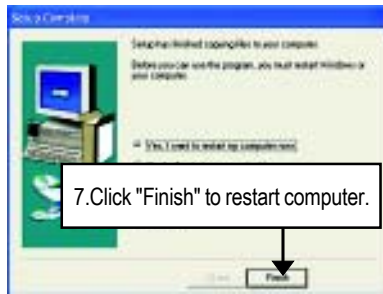 Setup Complete
Setup has finished copying files to your computer.
Before you can use the program, you must restart Windows or
your computer.
Yes, I want to restart my computer now.
7.Click "Finish" to restart computer.
Finish